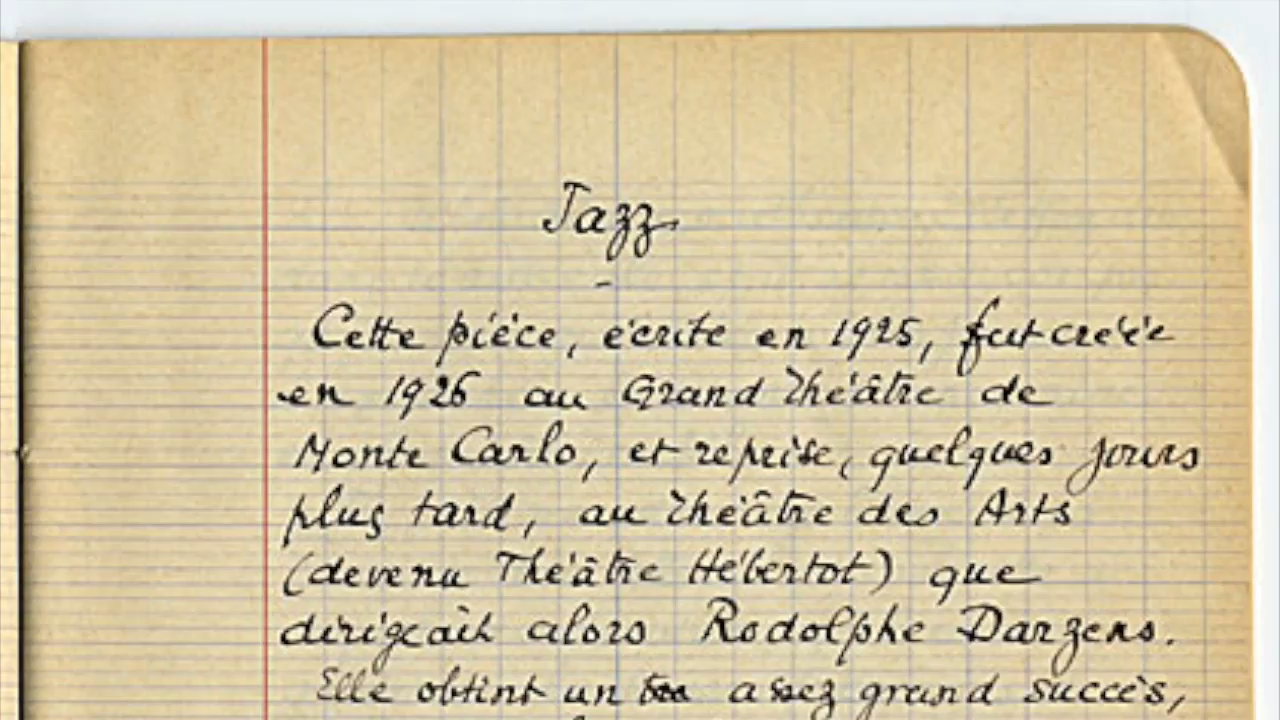 Jazz
-
Cette pièce, écrite en 1925, fut créée
en 1926 au Grand Théâtre de
Monte Carlo, et reprise, quelques jours
plus tard, au théâtre des Arts
(devenu Théâtre Hébertot) que
dirigeait alors Rodolphe Darzens.
Elle obtint un assez grand succès,